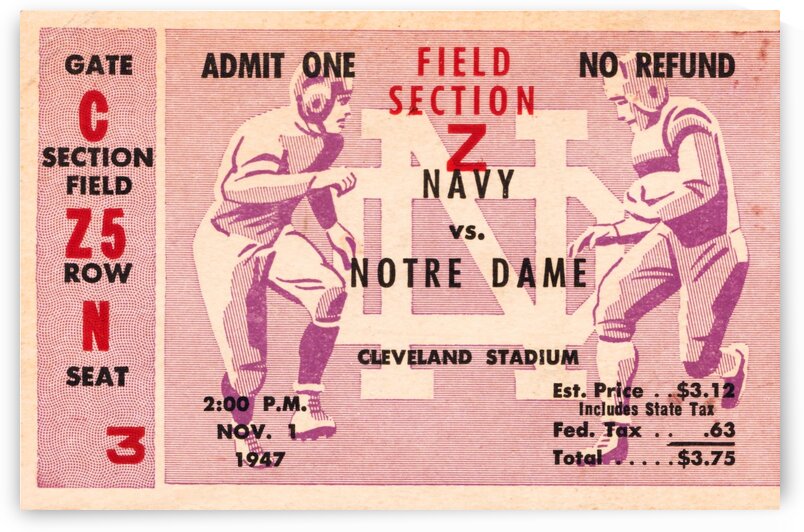 GATE
C
SECTION
FIELD
Z5
ROW
N
SEAT
3
ADMIT ONE
FIELD
SECTION
Z
NO REFUND
NAVY
vs.
NOTRE DAME
CLEVELAND STADIUM
2:00 P.M.
NOV. 1
1947
Est. Price . . $3.12
Includes State Tax
Fed. Tax . . .63
Total . . . . . $3.75